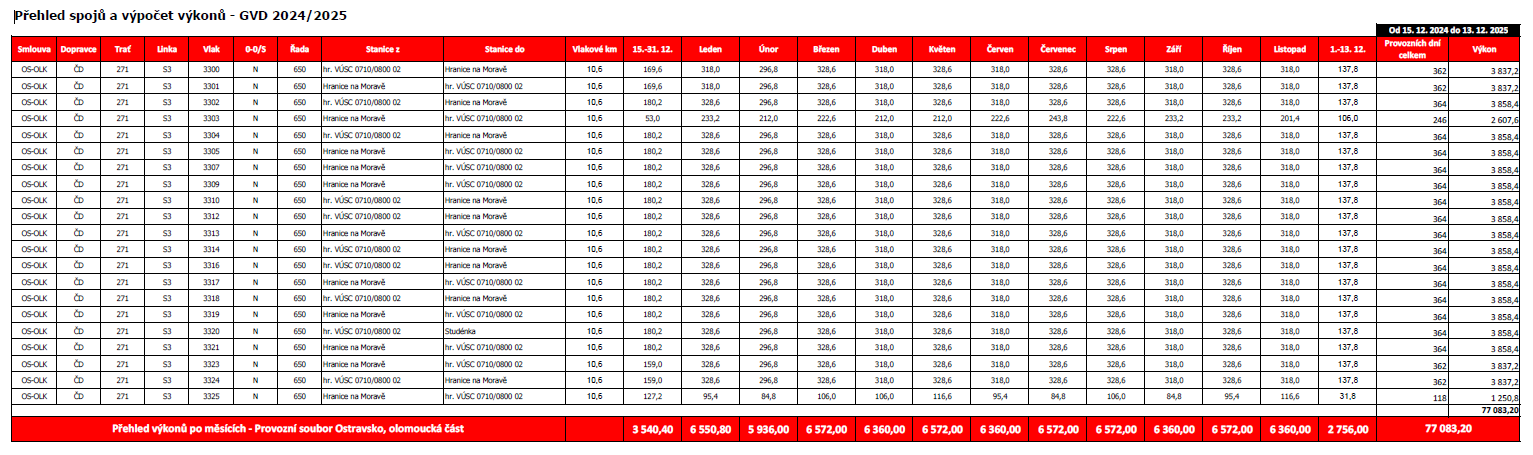 Přehled spojů a výpočet výkonů - GVD 2024/2025
Od 15. 12. 2024 do 13. 12. 2025
Smlouva Dopravce Trať Linka Vlak 0-0/S Řada Stanice z Stanice do Vlakové km 15.-31. 12. Leden Únor Březen Duben Květen Červen Červenec Srpen Září Říjen Listopad 1.-13. 12. Provozních dní celkem Výkon
OS-OLK ČD 271 S3 3300 N 650 hr. VÚSC 0710/0800 02 Hranice na Moravě 10,6 169,6 318,0 296,8 328,6 318,0 328,6 318,0 328,6 328,6 318,0 328,6 318,0 137,8 362 3 837,2
OS-OLK ČD 271 S3 3301 N 650 Hranice na Moravě hr. VÚSC 0710/0800 02 10,6 169,6 318,0 296,8 328,6 318,0 328,6 318,0 328,6 328,6 318,0 328,6 318,0 137,8 362 3 837,2
OS-OLK ČD 271 S3 3302 N 650 hr. VÚSC 0710/0800 02 Hranice na Moravě 10,6 180,2 328,6 296,8 328,6 318,0 328,6 318,0 328,6 328,6 318,0 328,6 318,0 137,8 364 3 858,4
OS-OLK ČD 271 S3 3303 N 650 Hranice na Moravě hr. VÚSC 0710/0800 02 10,6 53,0 233,2 212,0 222,6 212,0 212,0 222,6 243,8 222,6 233,2 233,2 201,4 106,0 246 2 607,6
OS-OLK ČD 271 S3 3304 N 650 hr. VÚSC 0710/0800 02 Hranice na Moravě 10,6 180,2 328,6 296,8 328,6 318,0 328,6 318,0 328,6 328,6 318,0 328,6 318,0 137,8 364 3 858,4
OS-OLK ČD 271 S3 3305 N 650 Hranice na Moravě hr. VÚSC 0710/0800 02 10,6 180,2 328,6 296,8 328,6 318,0 328,6 318,0 328,6 328,6 318,0 328,6 318,0 137,8 364 3 858,4
OS-OLK ČD 271 S3 3307 N 650 Hranice na Moravě hr. VÚSC 0710/0800 02 10,6 180,2 328,6 296,8 328,6 318,0 328,6 318,0 328,6 328,6 318,0 328,6 318,0 137,8 364 3 858,4
OS-OLK ČD 271 S3 3309 N 650 Hranice na Moravě hr. VÚSC 0710/0800 02 10,6 180,2 328,6 296,8 328,6 318,0 328,6 318,0 328,6 328,6 318,0 328,6 318,0 137,8 364 3 858,4
OS-OLK ČD 271 S3 3310 N 650 hr. VÚSC 0710/0800 02 Hranice na Moravě 10,6 180,2 328,6 296,8 328,6 318,0 328,6 318,0 328,6 328,6 318,0 328,6 318,0 137,8 364 3 858,4
OS-OLK ČD 271 S3 3312 N 650 hr. VÚSC 0710/0800 02 Hranice na Moravě 10,6 180,2 328,6 296,8 328,6 318,0 328,6 318,0 328,6 328,6 318,0 328,6 318,0 137,8 364 3 858,4
OS-OLK ČD 271 S3 3313 N 650 Hranice na Moravě hr. VÚSC 0710/0800 02 10,6 180,2 328,6 296,8 328,6 318,0 328,6 318,0 328,6 328,6 318,0 328,6 318,0 137,8 364 3 858,4
OS-OLK ČD 271 S3 3314 N 650 hr. VÚSC 0710/0800 02 Hranice na Moravě 10,6 180,2 328,6 296,8 328,6 318,0 328,6 318,0 328,6 328,6 318,0 328,6 318,0 137,8 364 3 858,4
OS-OLK ČD 271 S3 3316 N 650 hr. VÚSC 0710/0800 02 Hranice na Moravě 10,6 180,2 328,6 296,8 328,6 318,0 328,6 318,0 328,6 328,6 318,0 328,6 318,0 137,8 364 3 858,4
OS-OLK ČD 271 S3 3317 N 650 Hranice na Moravě hr. VÚSC 0710/0800 02 10,6 180,2 328,6 296,8 328,6 318,0 328,6 318,0 328,6 328,6 318,0 328,6 318,0 137,8 364 3 858,4
OS-OLK ČD 271 S3 3318 N 650 hr. VÚSC 0710/0800 02 Hranice na Moravě 10,6 180,2 328,6 296,8 328,6 318,0 328,6 318,0 328,6 328,6 318,0 328,6 318,0 137,8 364 3 858,4
OS-OLK ČD 271 S3 3319 N 650 Hranice na Moravě hr. VÚSC 0710/0800 02 10,6 180,2 328,6 296,8 328,6 318,0 328,6 318,0 328,6 328,6 318,0 328,6 318,0 137,8 364 3 858,4
OS-OLK ČD 271 S3 3320 N 650 hr. VÚSC 0710/0800 02 Studénka 10,6 180,2 328,6 296,8 328,6 318,0 328,6 318,0 328,6 328,6 318,0 328,6 318,0 137,8 364 3 858,4
OS-OLK ČD 271 S3 3321 N 650 Hranice na Moravě hr. VÚSC 0710/0800 02 10,6 180,2 328,6 296,8 328,6 318,0 328,6 318,0 328,6 328,6 318,0 328,6 318,0 137,8 364 3 858,4
OS-OLK ČD 271 S3 3323 N 650 Hranice na Moravě hr. VÚSC 0710/0800 02 10,6 159,0 328,6 296,8 328,6 318,0 328,6 318,0 328,6 328,6 318,0 328,6 318,0 137,8 362 3 837,2
OS-OLK ČD 271 S3 3324 N 650 hr. VÚSC 0710/0800 02 Hranice na Moravě 10,6 159,0 328,6 296,8 328,6 318,0 328,6 318,0 328,6 328,6 318,0 328,6 318,0 137,8 362 3 837,2
OS-OLK ČD 271 S3 3325 N 650 Hranice na Moravě hr. VÚSC 0710/0800 02 10,6 127,2 95,4 84,8 106,0 106,0 116,6 95,4 84,8 106,0 84,8 95,4 116,6 31,8 118 1 250,8
77 083,20
Přehled výkonů po měsících - Provozní soubor Ostravsko, olomoucká část 3 540,40 6 550,80 5 936,00 6 572,00 6 360,00 6 572,00 6 360,00 6 572,00 6 572,00 6 360,00 6 572,00 6 360,00 2 756,00 77 083,20